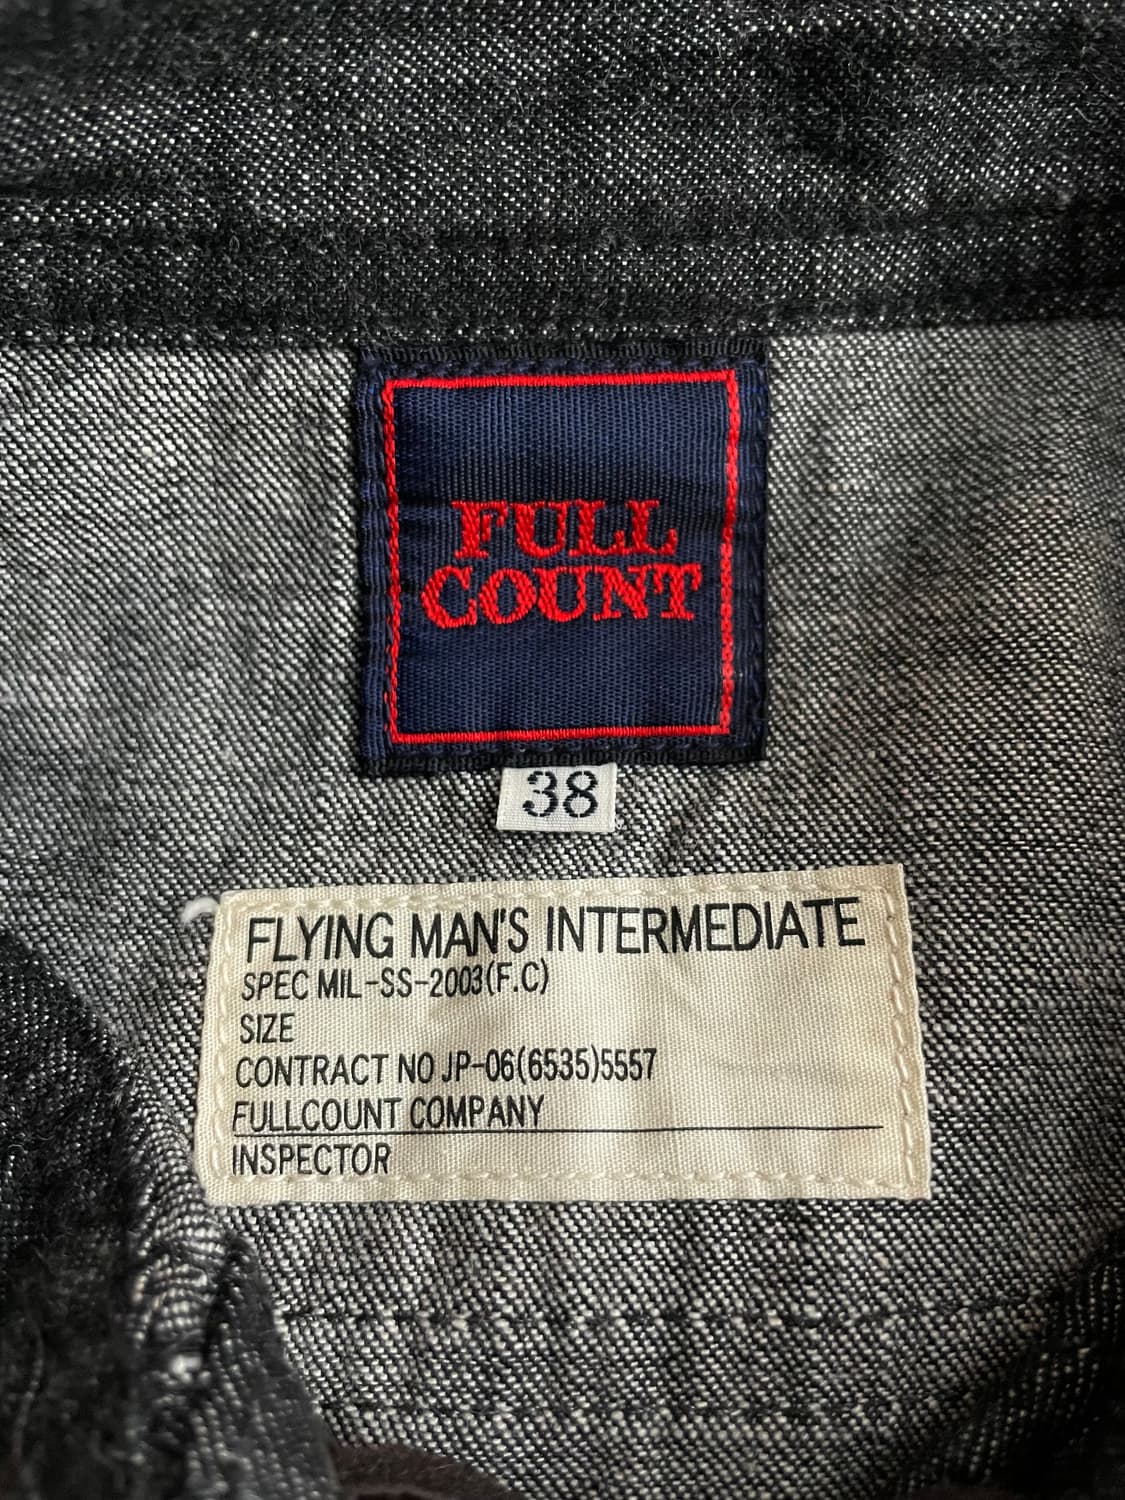 FULL
COUNT
38
FLYING MAN'S INTERMEDIATE
SPEC MIL-SS-2003(F.C)
SIZE
CONTRACT NO JP-06(6535)5557
FULLCOUNT COMPANY
INSPECTOR